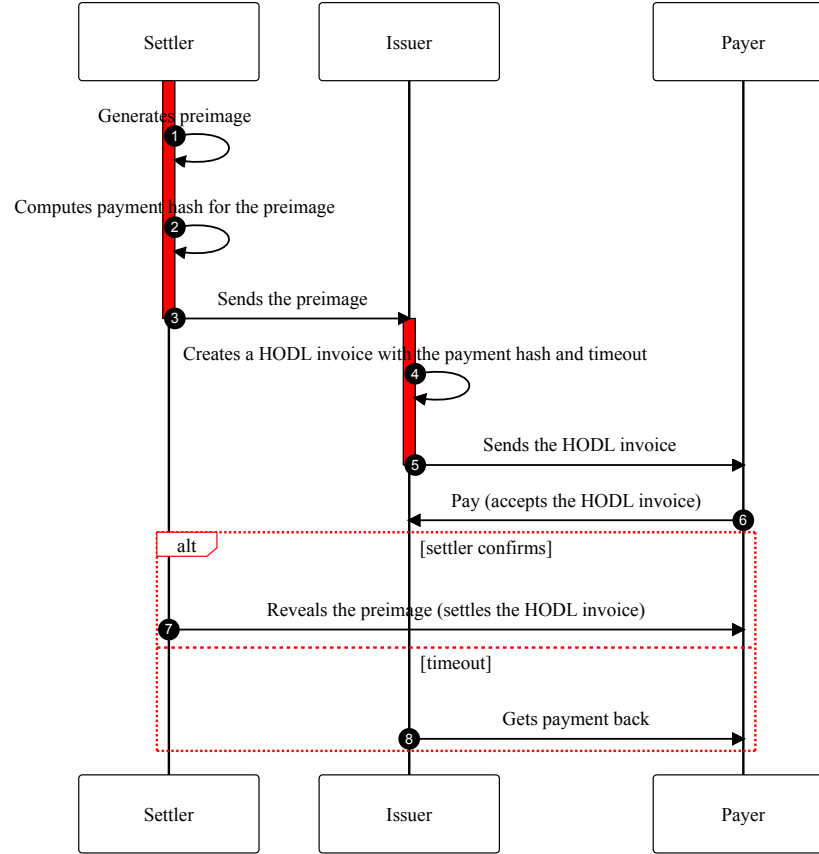 Settler
Issuer
Payer
Generates preimage
1
Computes payment hash for the preimage
2
Sends the preimage
3
Creates a HODL invoice with the payment hash and timeout
4
Sends the HODL invoice
5
Pay (accepts the HODL invoice)
6
alt
[settler confirms]
Reveals the preimage (settles the HODL invoice)
7
[timeout]
Gets payment back
8
Settler
Issuer
Payer